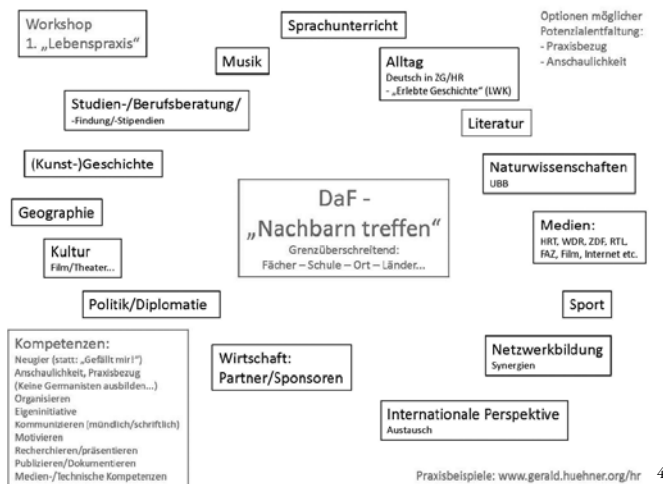 Workshop
1. „Lebenspraxis“
Sprachunterricht
Optionen möglicher
Potenzialentfaltung:
- Praxisbezug
- Anschaulichkeit
Musik
Alltag
Deutsch in ZG/HR
- „Erlebte Geschichte“ (LWK)
Studien-/Berufsberatung/
-Findung/-Stipendien
Literatur
(Kunst-)Geschichte
Naturwissenschaften
UBB
DaF -
„Nachbarn treffen“
Grenzüberschreitend:
Fächer – Schule – Ort – Länder...
Geographie
Medien:
HRT, WDR, ZDF, RTL.
FAZ, Film, Internet etc.
Kultur
Film/Theater...
Politik/Diplomatie
Sport
Kompetenzen:
Neugier (statt: „Gefällt mir!“)
Anschaulichkeit, Praxisbezug
(Keine Germanisten ausbilden...)
Organisieren
Eigeninitiative
Kommunizieren (mündlich/schriftlich)
Motivieren
Recherchieren/präsentieren
Publizieren/Dokumentieren
Medien-/Technische Kompetenzen
Wirtschaft:
Partner/Sponsoren
Netzwerkbildung
Synergien
Internationale Perspektive
Austausch
Praxisbeispiele: www.gerald.huehner.org/hr
4